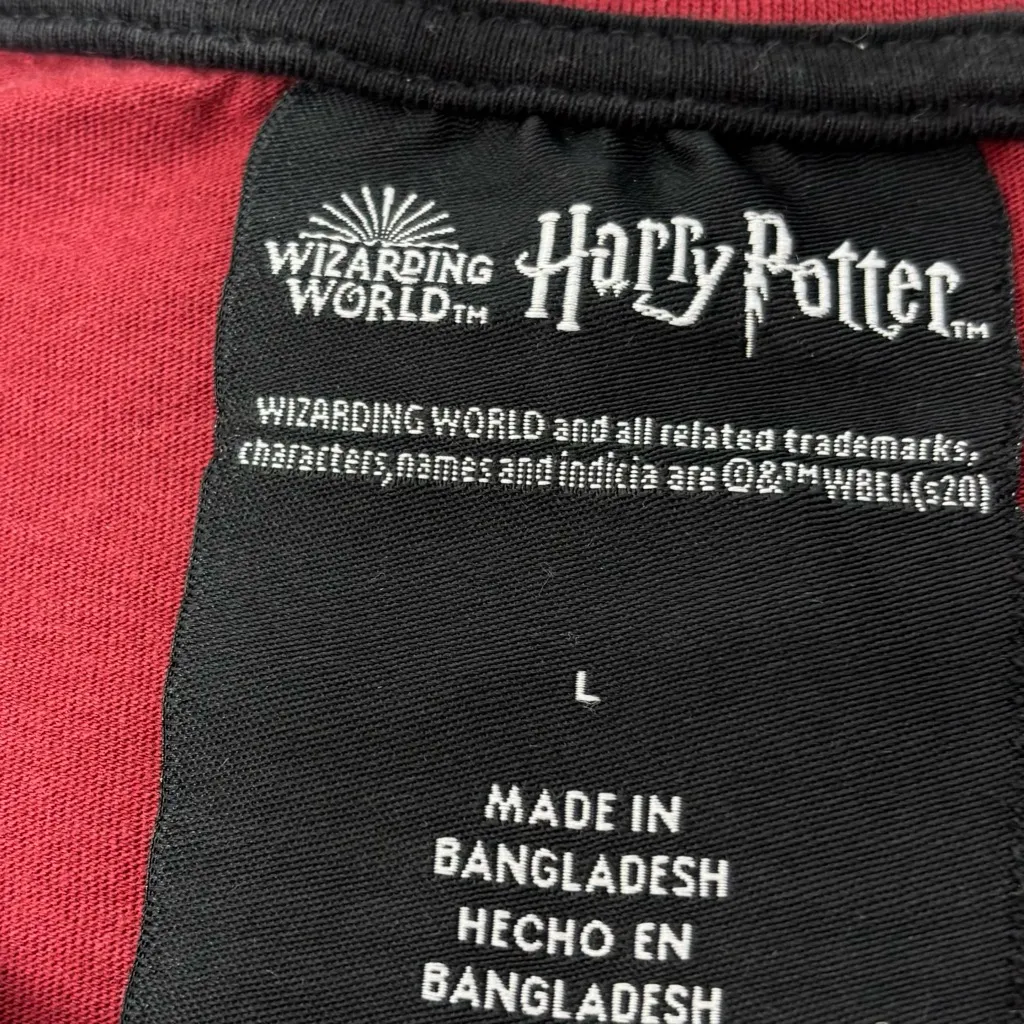 WIZARDING
WORLD™
Harry Potter™
WIZARDING WORLD and all related trademarks,
characters, names and indicia are ©&™ WBEI. (s20)
L
MADE IN
BANGLADESH
HECHO EN
BANGLADESH